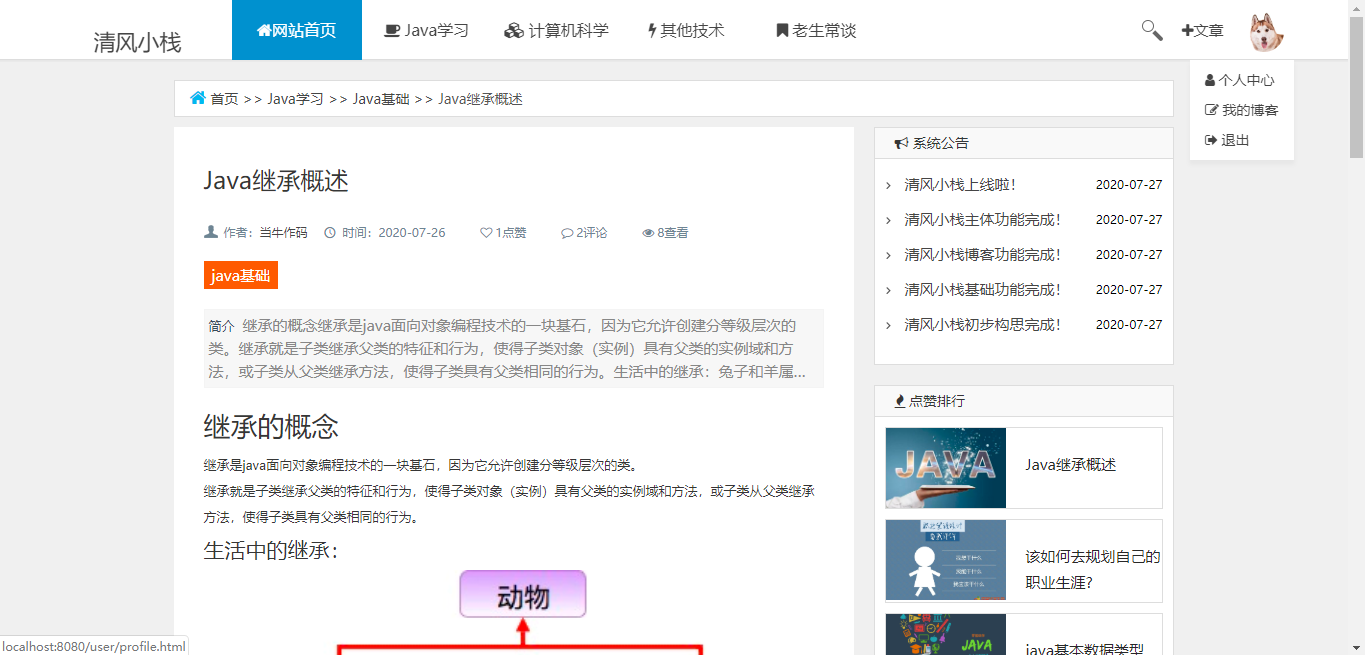 清风小栈
网站首页
Java学习
计算机科学
其他技术
老生常谈
文章
个人中心
我的博客
退出
首页 >> Java学习 >> Java基础 >> Java继承概述
Java继承概述
作者：当牛作码 时间：2020-07-26 1点赞 2评论 8查看
java基础
简介 继承的概念继承是java面向对象编程技术的一块基石，因为它允许创建分等级层次的
类。继承就是子类继承父类的特征和行为，使得子类对象（实例）具有父类的实例域和方
法，或子类从父类继承方法，使得子类具有父类相同的行为。生活中的继承：兔子和羊属...
继承的概念
继承是java面向对象编程技术的一块基石，因为它允许创建分等级层次的类。
继承就是子类继承父类的特征和行为，使得子类对象（实例）具有父类的实例域和方法，或子类从父类继承
方法，使得子类具有父类相同的行为。
生活中的继承：
动物
系统公告
清风小栈上线啦！ 2020-07-27
清风小栈主体功能完成！ 2020-07-27
清风小栈博客功能完成！ 2020-07-27
清风小栈基础功能完成！ 2020-07-27
清风小栈初步构思完成！ 2020-07-27
点赞排行
JAVA
Java继承概述
该如何去规划自己的
职业生涯?
JAVA
java基本数据类型
localhost:8080/user/profile.html